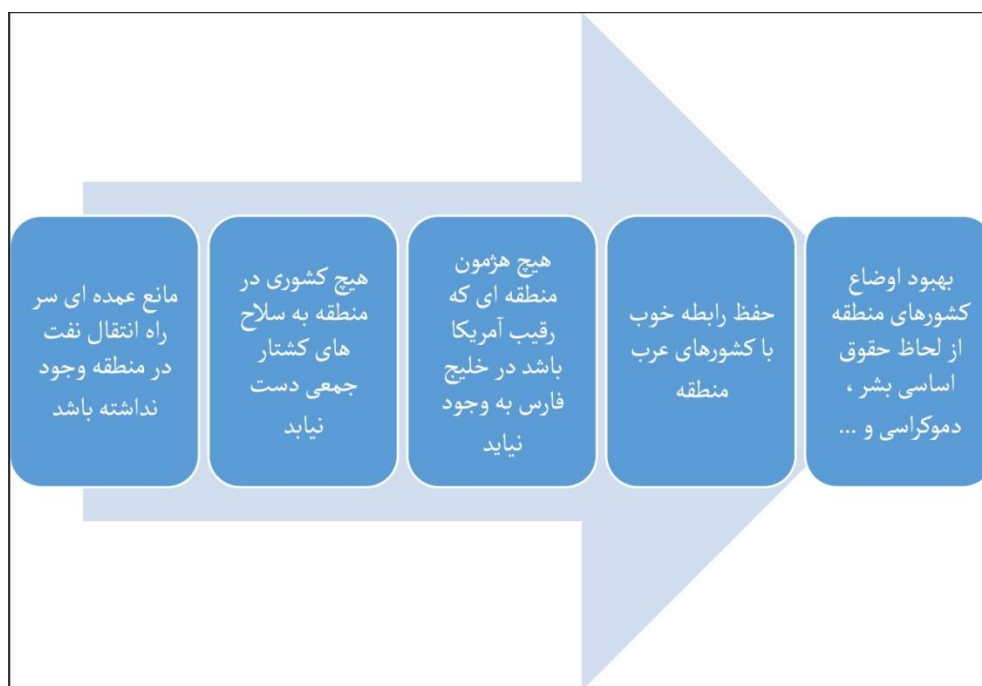 مانع عمده ای سر
راه انتقال نفت
در منطقه وجود
نداشته باشد
هیچ کشوری در
منطقه به سلاح
های کشتار
جمعی دست
نیابد
هیچ هژمون
منطقه ای که
رقیب آمریکا
باشد در خلیج
فارس به وجود
نیاید
حفظ رابطه خوب
با کشورهای عرب
منطقه
بهبود اوضاع
کشورهای منطقه
از لحاظ حقوق
اساسی بشر ،
دموکراسی و ...